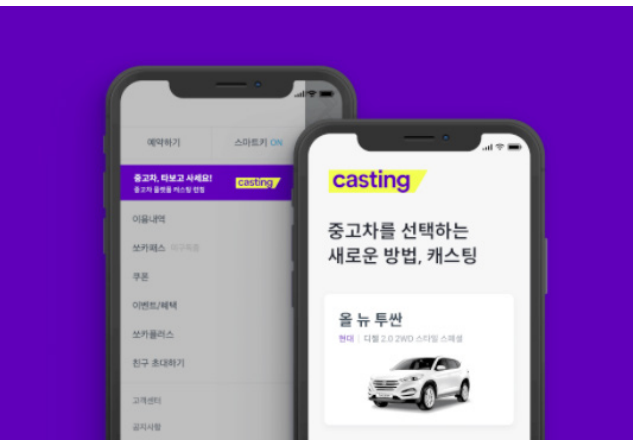 예약하기
스마트키 ON
중고차, 타보고 사세요!
중고차 플랫폼 캐스팅 런칭
casting
이용내역
쏘카패스 미구독중
쿠폰
이벤트/혜택
쏘카플러스
친구 초대하기
고객센터
공지사항
casting
중고차를 선택하는
새로운 방법, 캐스팅
올 뉴 투싼
현대 | 디젤 2.0 2WD 스타일 스페셜